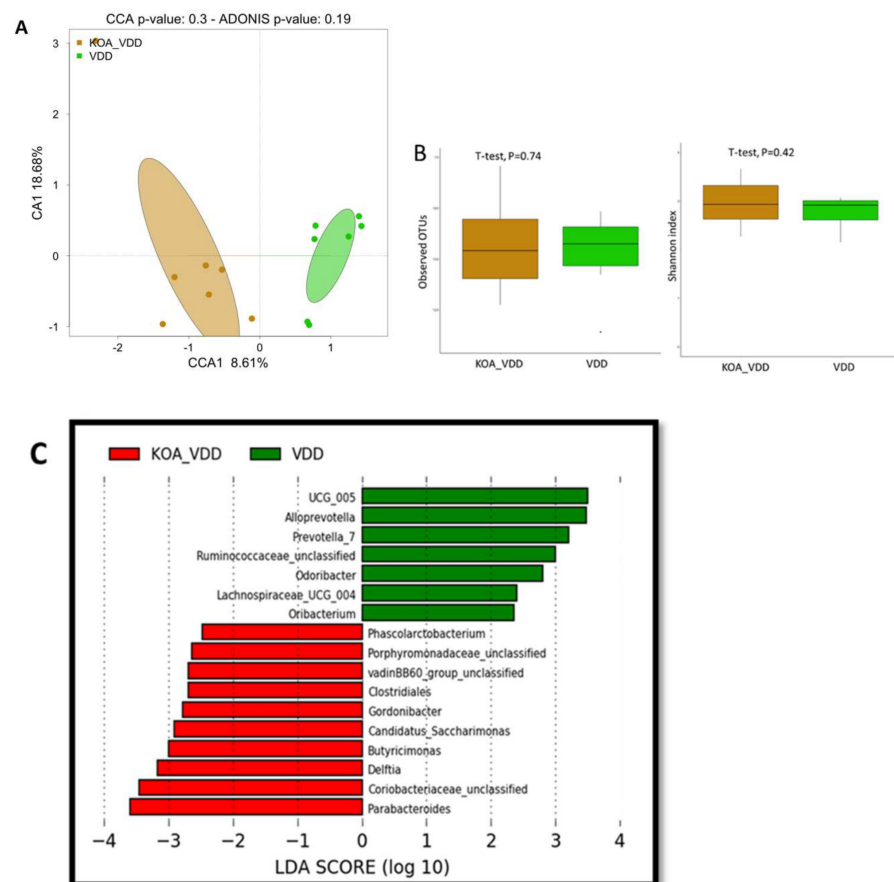 A
CCA p-value: 0.3 - ADONIS p-value: 0.19
KOA_VDD
VDD
3
2
1
0
-1
CA1 18.68%
-2
-1
0
1
CCA1 8.61%
B
T-test, P=0.74
Observed OTUs
KOA_VDD
VDD
T-test, P=0.42
Shannon index
KOA_VDD
VDD
C
KOA_VDD
VDD
UCG_005
Alloprevotella
Prevotella_7
Ruminococcaceae_unclassified
Odoribacter
Lachnospiraceae_UCG_004
Oribacterium
Phascolarctobacterium
Porphyromonadaceae_unclassified
vadinBB60_group_unclassified
Clostridiales
Gordonibacter
Candidatus_Saccharimonas
Butyricimonas
Delftia
Coriobacteriaceae_unclassified
Parabacteroides
−4
−3
−2
−1
0
1
2
3
4
LDA SCORE (log 10)